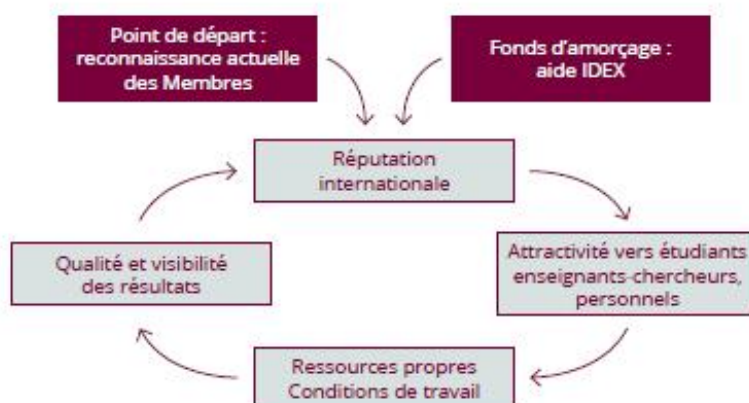 Point de départ :
reconnaissance actuelle
des Membres
Fonds d'amorçage :
aide IDEX
Réputation
internationale
Attractivité vers étudiants
enseignants-chercheurs,
personnels
Ressources propres
Conditions de travail
Qualité et visibilité
des résultats